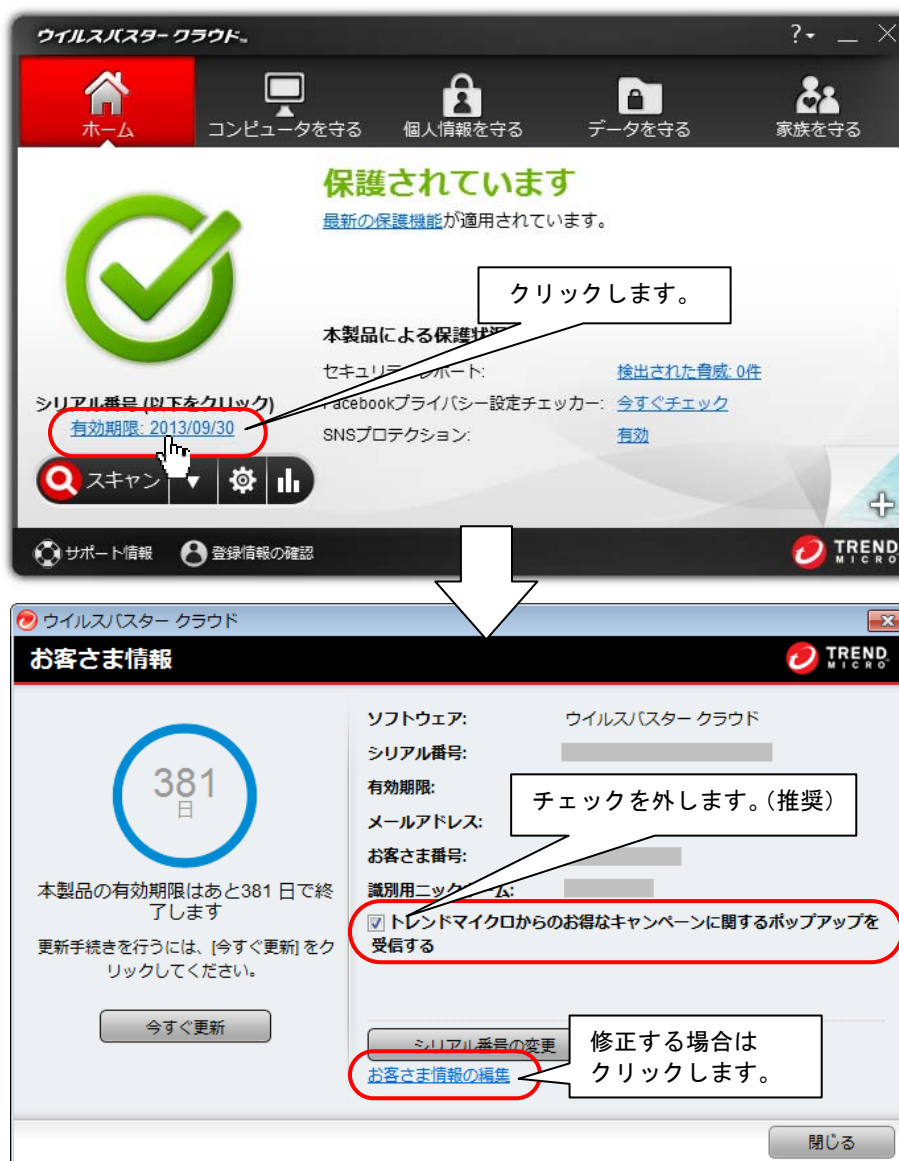 ウイルスバスター クラウド™
?
ホーム
コンピュータを守る
個人情報を守る
データを守る
家族を守る
保護されています
最新の保護機能が適用されています。
クリックします。
本製品による保護状
セキュリティレポート:
検出された脅威: 0件
シリアル番号 (以下をクリック)
Facebookプライバシー設定チェッカー:
今すぐチェック
有効期限: 2013/09/30
SNSプロテクション:
有効
スキャン
サポート情報
登録情報の確認
TREND
MICRO
ウイルスバスター クラウド
お客さま情報
TREND
MICRO
ソフトウェア:
ウイルスバスター クラウド
シリアル番号:
381
日
有効期限:
チェックを外します。(推奨)
メールアドレス:
お客さま番号:
本製品の有効期限はあと381 日で終
了します
識別用ニックネーム:
トレンドマイクロからのお得なキャンペーンに関するポップアップを
受信する
更新手続きを行うには、[今すぐ更新] をク
リックしてください。
今すぐ更新
シリアル番号の変更
修正する場合は
クリックします。
お客さま情報の編集
閉じる